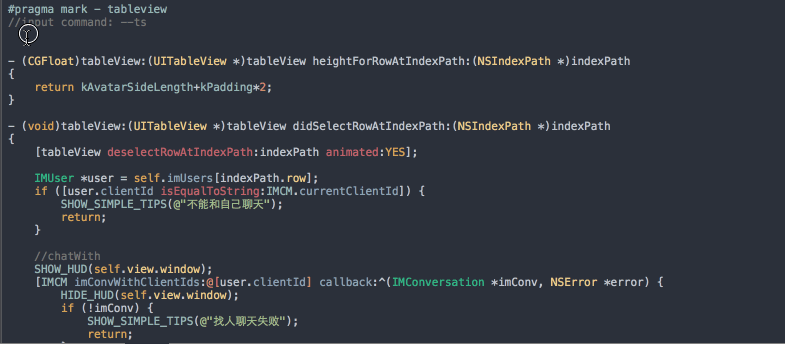 #pragma mark - tableview
//input command: --ts
- (CGFloat)tableView:(UITableView *)tableView heightForRowAtIndexPath:(NSIndexPath *)indexPath
{
    return kAvatarSideLength+kPadding*2;
}
- (void)tableView:(UITableView *)tableView didSelectRowAtIndexPath:(NSIndexPath *)indexPath
{
    [tableView deselectRowAtIndexPath:indexPath animated:YES];
    IMUser *user = self.imUsers[indexPath.row];
    if ([user.clientId isEqualToString:IMCM.currentClientId]) {
        SHOW_SIMPLE_TIPS(@"不能和自己聊天");
        return;
    }
    //chatWith
    SHOW_HUD(self.view.window);
    [IMCM imConvWithClientIds:@[user.clientId] callback:^(IMConversation *imConv, NSError *error) {
        HIDE_HUD(self.view.window);
        if (!imConv) {
            SHOW_SIMPLE_TIPS(@"找人聊天失败");
            return;